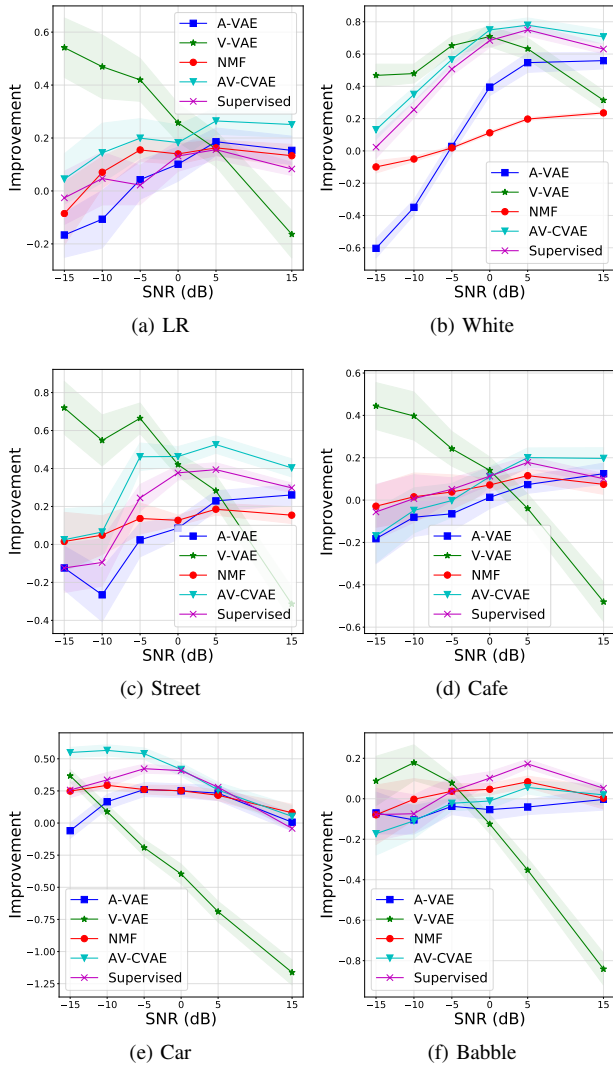 0.6
0.4
0.2
0.0
−0.2
Improvement
A-VAE
V-VAE
NMF
AV-CVAE
Supervised
−15 −10 −5 0 5 15
SNR (dB)
(a) LR
0.8
0.6
0.4
0.2
0.0
−0.2
−0.4
−0.6
Improvement
A-VAE
V-VAE
NMF
AV-CVAE
Supervised
−15 −10 −5 0 5 15
SNR (dB)
(b) White
0.8
0.6
0.4
0.2
0.0
−0.2
−0.4
Improvement
A-VAE
V-VAE
NMF
AV-CVAE
Supervised
−15 −10 −5 0 5 15
SNR (dB)
(c) Street
0.6
0.4
0.2
0.0
−0.2
−0.4
−0.6
Improvement
A-VAE
V-VAE
NMF
AV-CVAE
Supervised
−15 −10 −5 0 5 15
SNR (dB)
(d) Cafe
0.50
0.25
0.00
−0.25
−0.50
−0.75
−1.00
−1.25
Improvement
A-VAE
V-VAE
NMF
AV-CVAE
Supervised
−15 −10 −5 0 5 15
SNR (dB)
(e) Car
0.2
0.0
−0.2
−0.4
−0.6
−0.8
Improvement
A-VAE
V-VAE
NMF
AV-CVAE
Supervised
−15 −10 −5 0 5 15
SNR (dB)
(f) Babble